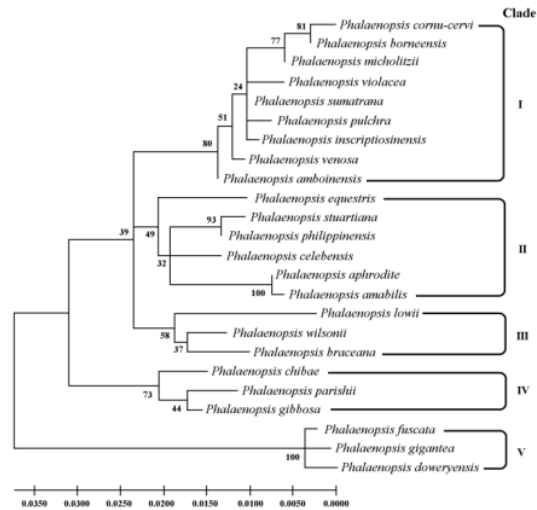 Clade
81
Phalaenopsis cornu-cervi
77
Phalaenopsis borneensis
Phalaenopsis micholitzii
24
Phalaenopsis violacea
Phalaenopsis sumatrana
I
51
Phalaenopsis pulchra
80
Phalaenopsis inscriptiosinensis
Phalaenopsis venosa
Phalaenopsis amboinensis
39
49
Phalaenopsis equestris
93
Phalaenopsis stuartiana
Phalaenopsis philippinensis
II
32
Phalaenopsis celebensis
Phalaenopsis aphrodite
100
Phalaenopsis amabilis
Phalaenopsis lowii
58
Phalaenopsis wilsonii
III
37
Phalaenopsis braceana
Phalaenopsis chibae
73
Phalaenopsis parishii
IV
44
Phalaenopsis gibbosa
Phalaenopsis fuscata
Phalaenopsis gigantea
V
100
Phalaenopsis doweryensis
0.0350 0.0300 0.0250 0.0200 0.0150 0.0100 0.0050 0.0000